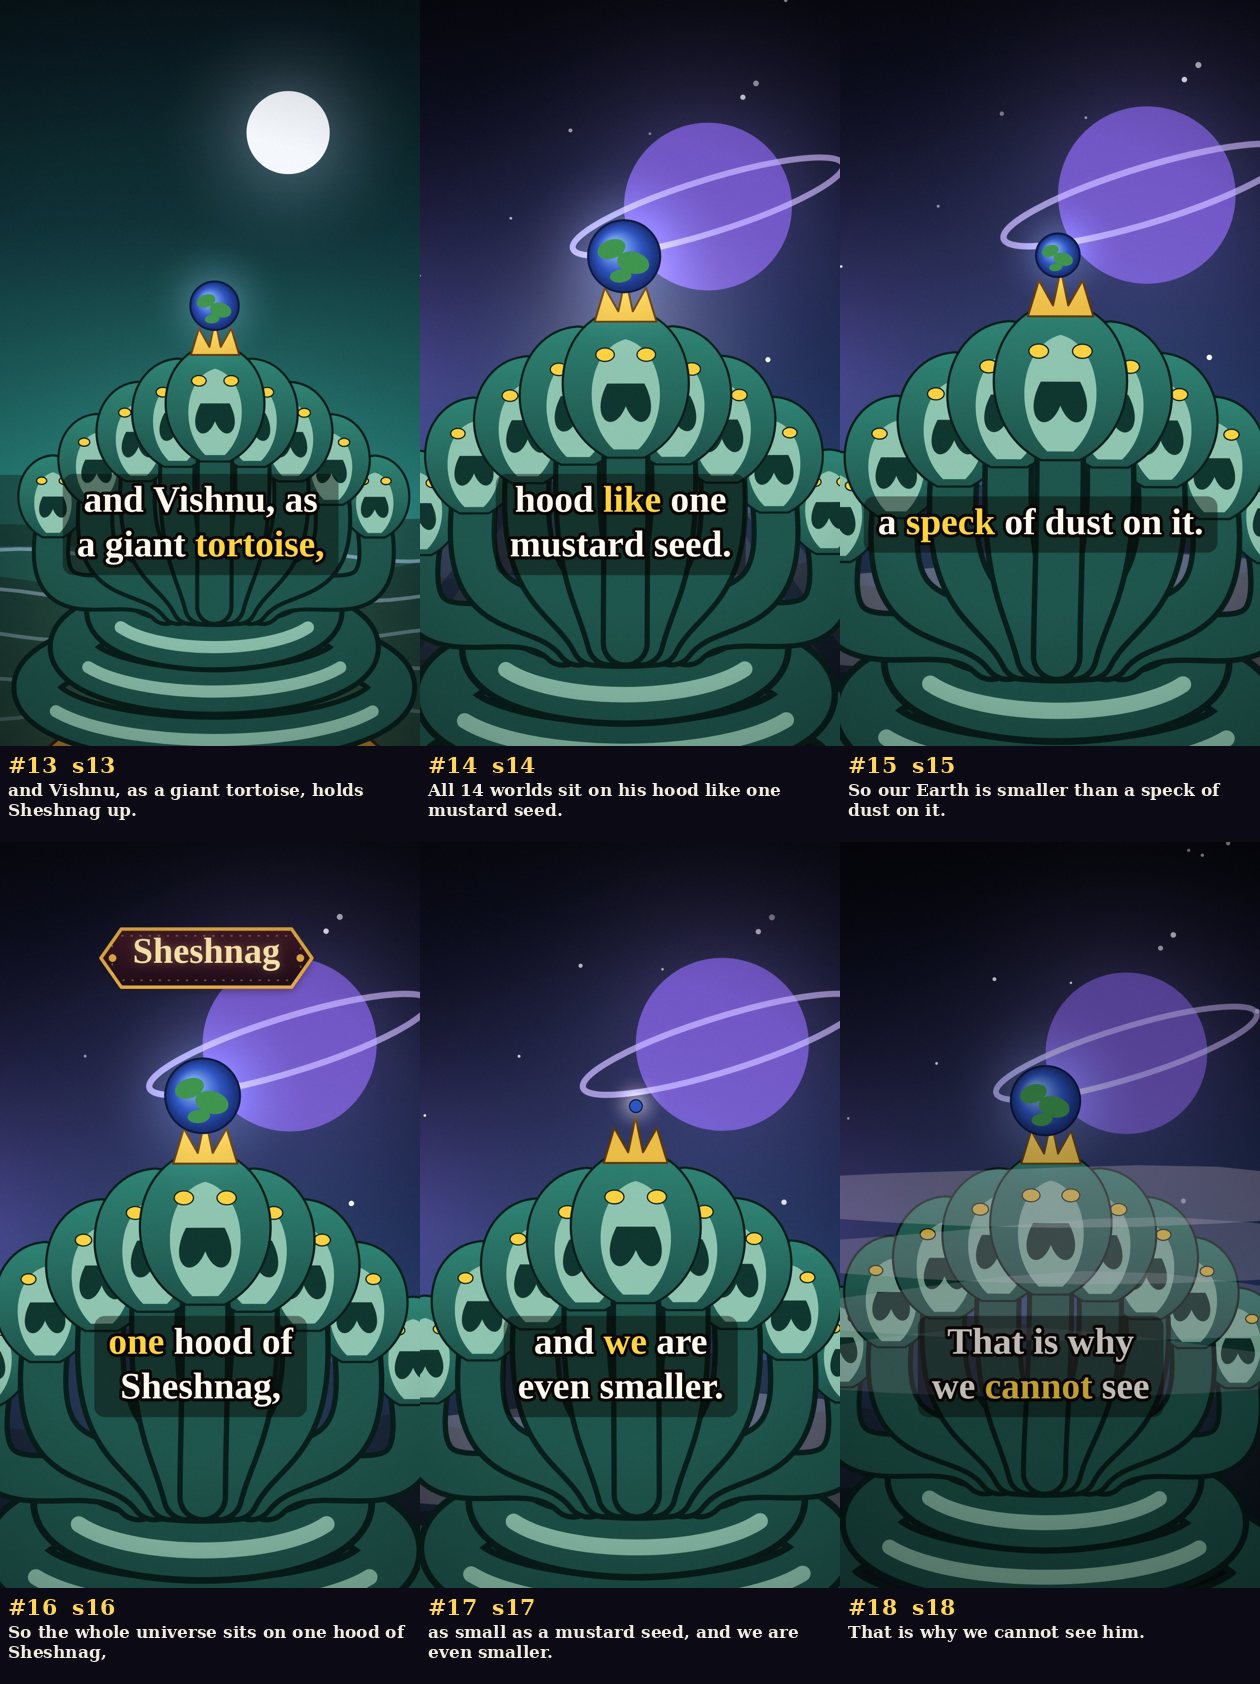 and Vishnu, as
a giant tortoise,
hood like one
mustard seed.
a speck of dust on it.
#13 s13
and Vishnu, as a giant tortoise, holds
Sheshnag up.
#14 s14
All 14 worlds sit on his hood like one
mustard seed.
#15 s15
So our Earth is smaller than a speck of
dust on it.
Sheshnag
one hood of
Sheshnag,
and we are
even smaller.
That is why
we cannot see
#16 s16
So the whole universe sits on one hood of
Sheshnag,
#17 s17
as small as a mustard seed, and we are
even smaller.
#18 s18
That is why we cannot see him.